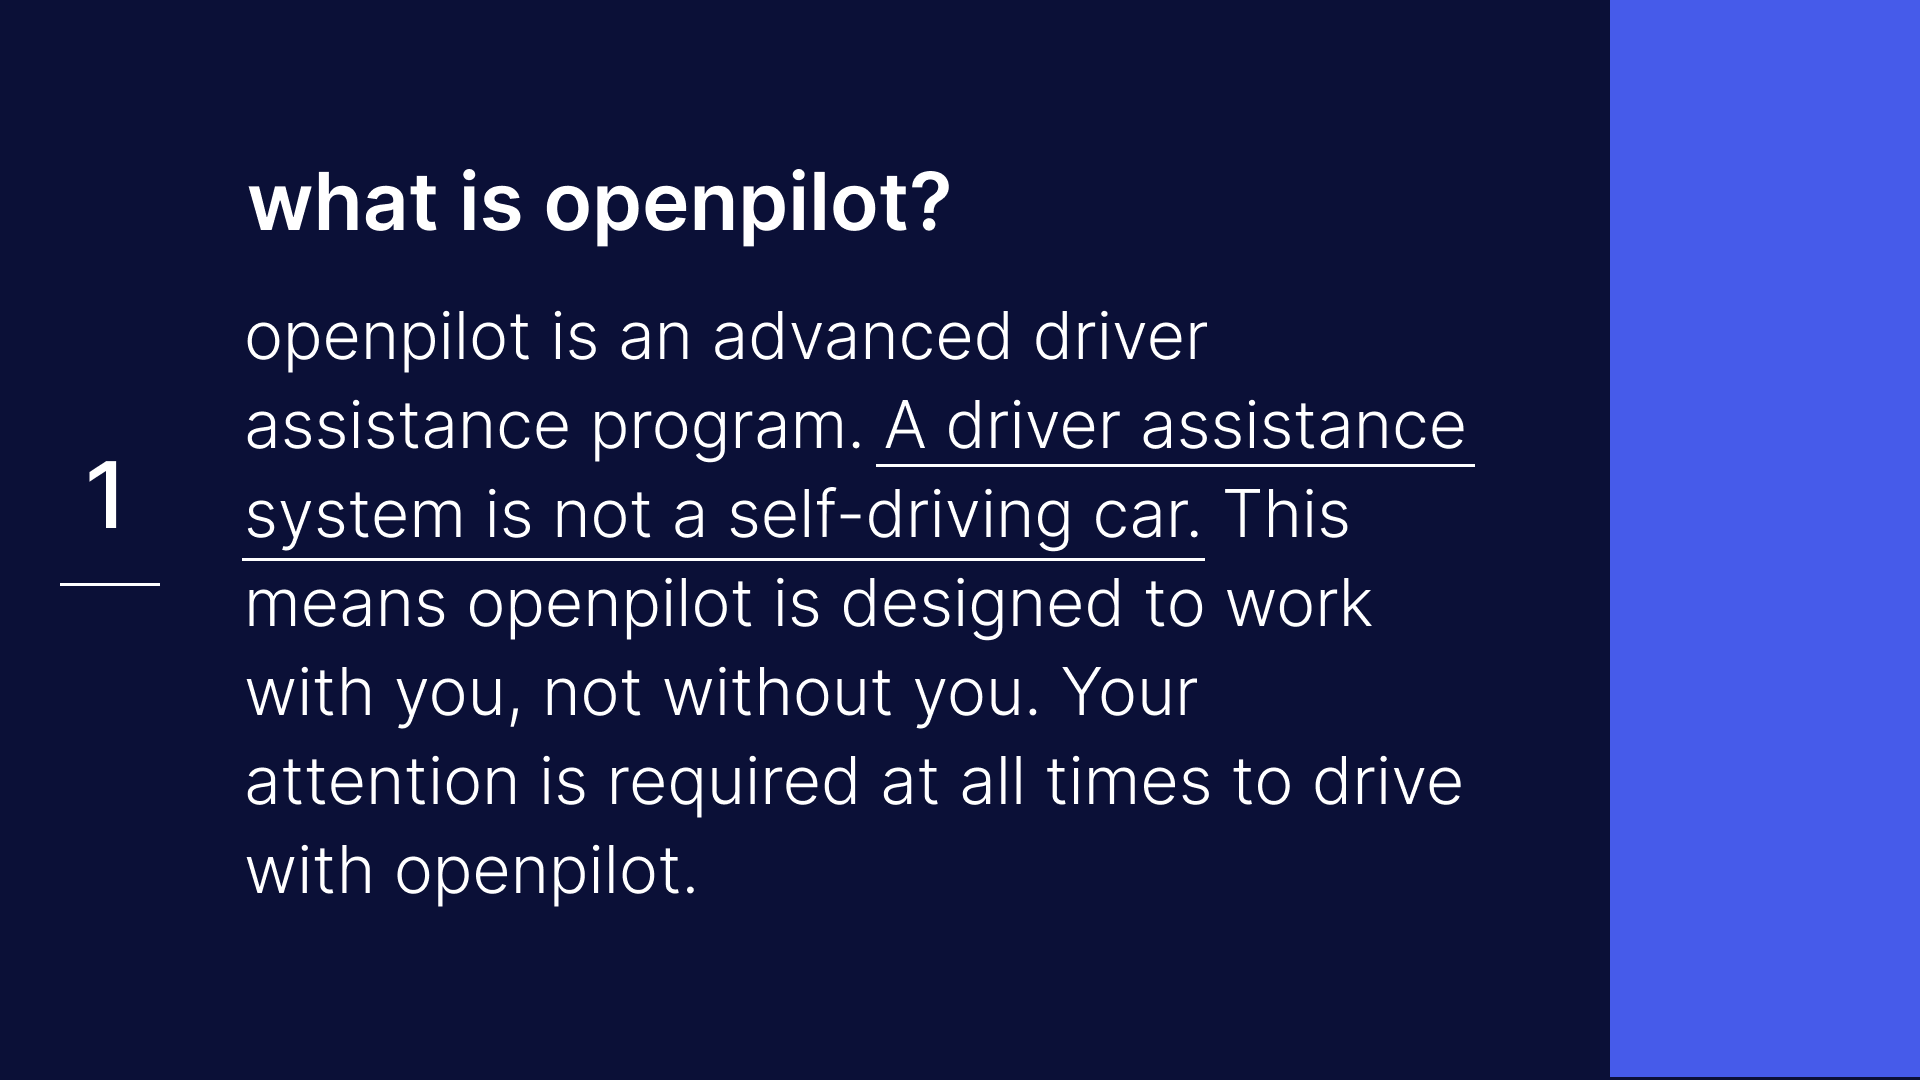 what is openpilot?
openpilot is an advanced driver
assistance program. A driver assistance
system is not a self-driving car. This
means openpilot is designed to work
with you, not without you. Your
attention is required at all times to drive
with openpilot.
1